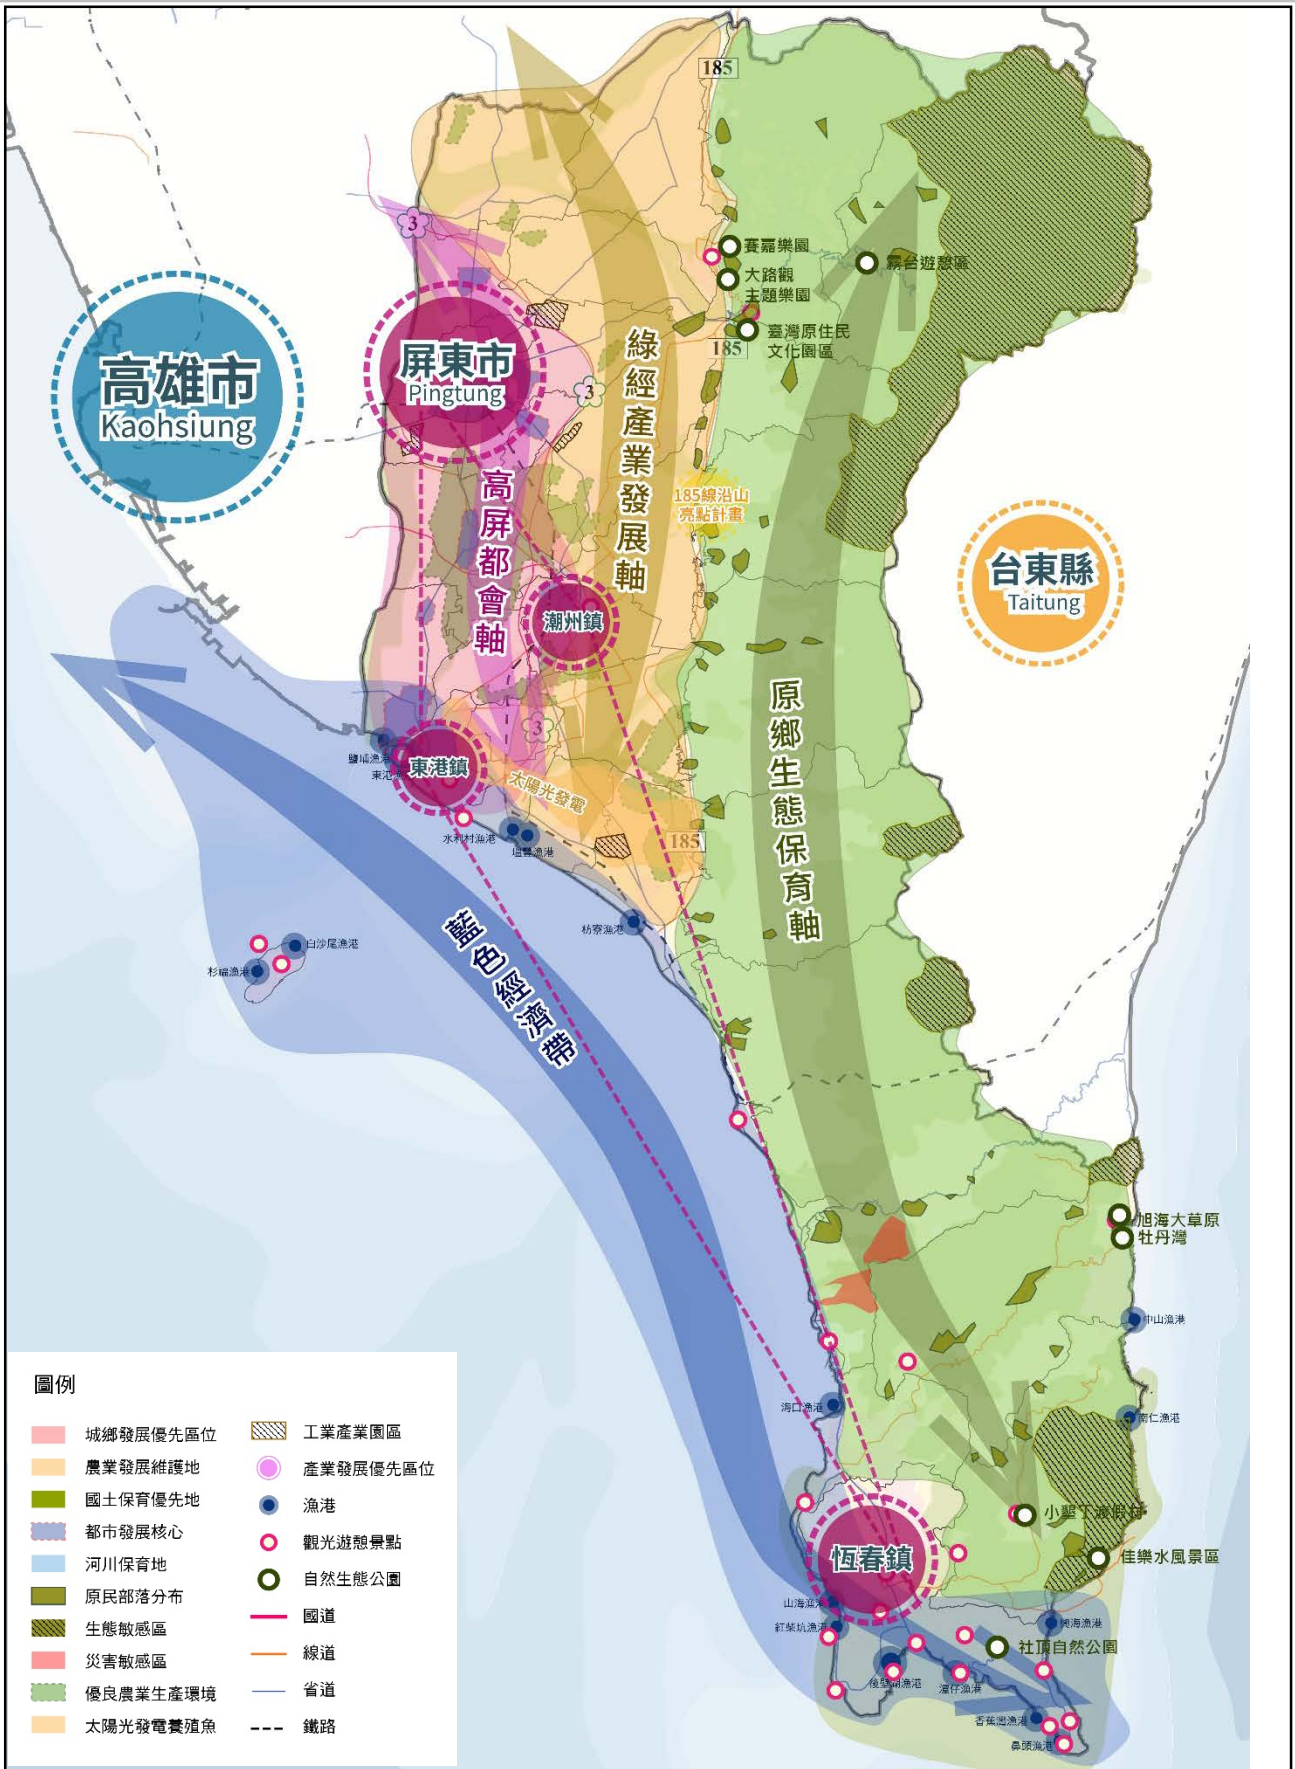 185
3
賽嘉樂園
霧台遊憩區
大路觀
主題樂園
臺灣原住民
文化園區
185
高雄市
Kaohsiung
屏東市
Pingtung
3
綠經產業發展軸
高屏都會軸
185線沿山
亮點計畫
台東縣
Taitung
潮州鎮
原鄉生態保育軸
3
鹽埔漁港
東港漁
東港鎮
太陽光發電
水利村漁港
塭豐漁港
185
枋寮漁港
藍色經濟帶
白沙尾漁港
杉福漁港
旭海大草原
牡丹灣
中山漁港
海口漁港
南仁漁港
小墾丁渡假村
恆春鎮
佳樂水風景區
山海漁港
紅柴坑漁港
興海漁港
社頂自然公園
後壁湖漁港
潭仔漁港
香蕉灣漁港
鼻頭漁港
圖例
城鄉發展優先區位
農業發展維護地
國土保育優先地
都市發展核心
河川保育地
原民部落分布
生態敏感區
災害敏感區
優良農業生產環境
太陽光發電養殖魚
工業產業園區
產業發展優先區位
漁港
觀光遊憩景點
自然生態公園
國道
線道
省道
鐵路